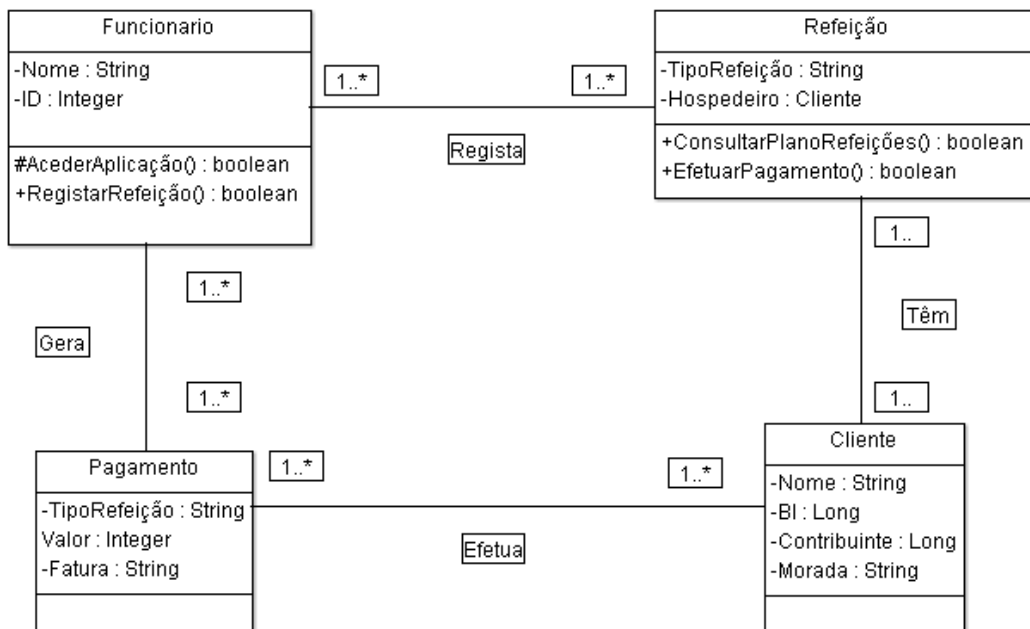 Funcionario
-Nome : String
-ID : Integer
#AcederAplicação() : boolean
+RegistarRefeição() : boolean
1..*
1..*
Regista
Refeição
-TipoRefeição : String
-Hospedeiro : Cliente
+ConsultarPlanoRefeições() : boolean
+EfetuarPagamento() : boolean
1..*
Gera
1..*
1..
Têm
1..
Pagamento
-TipoRefeição : String
Valor : Integer
-Fatura : String
1..*
1..*
Efetua
Cliente
-Nome : String
-BI : Long
-Contribuinte : Long
-Morada : String